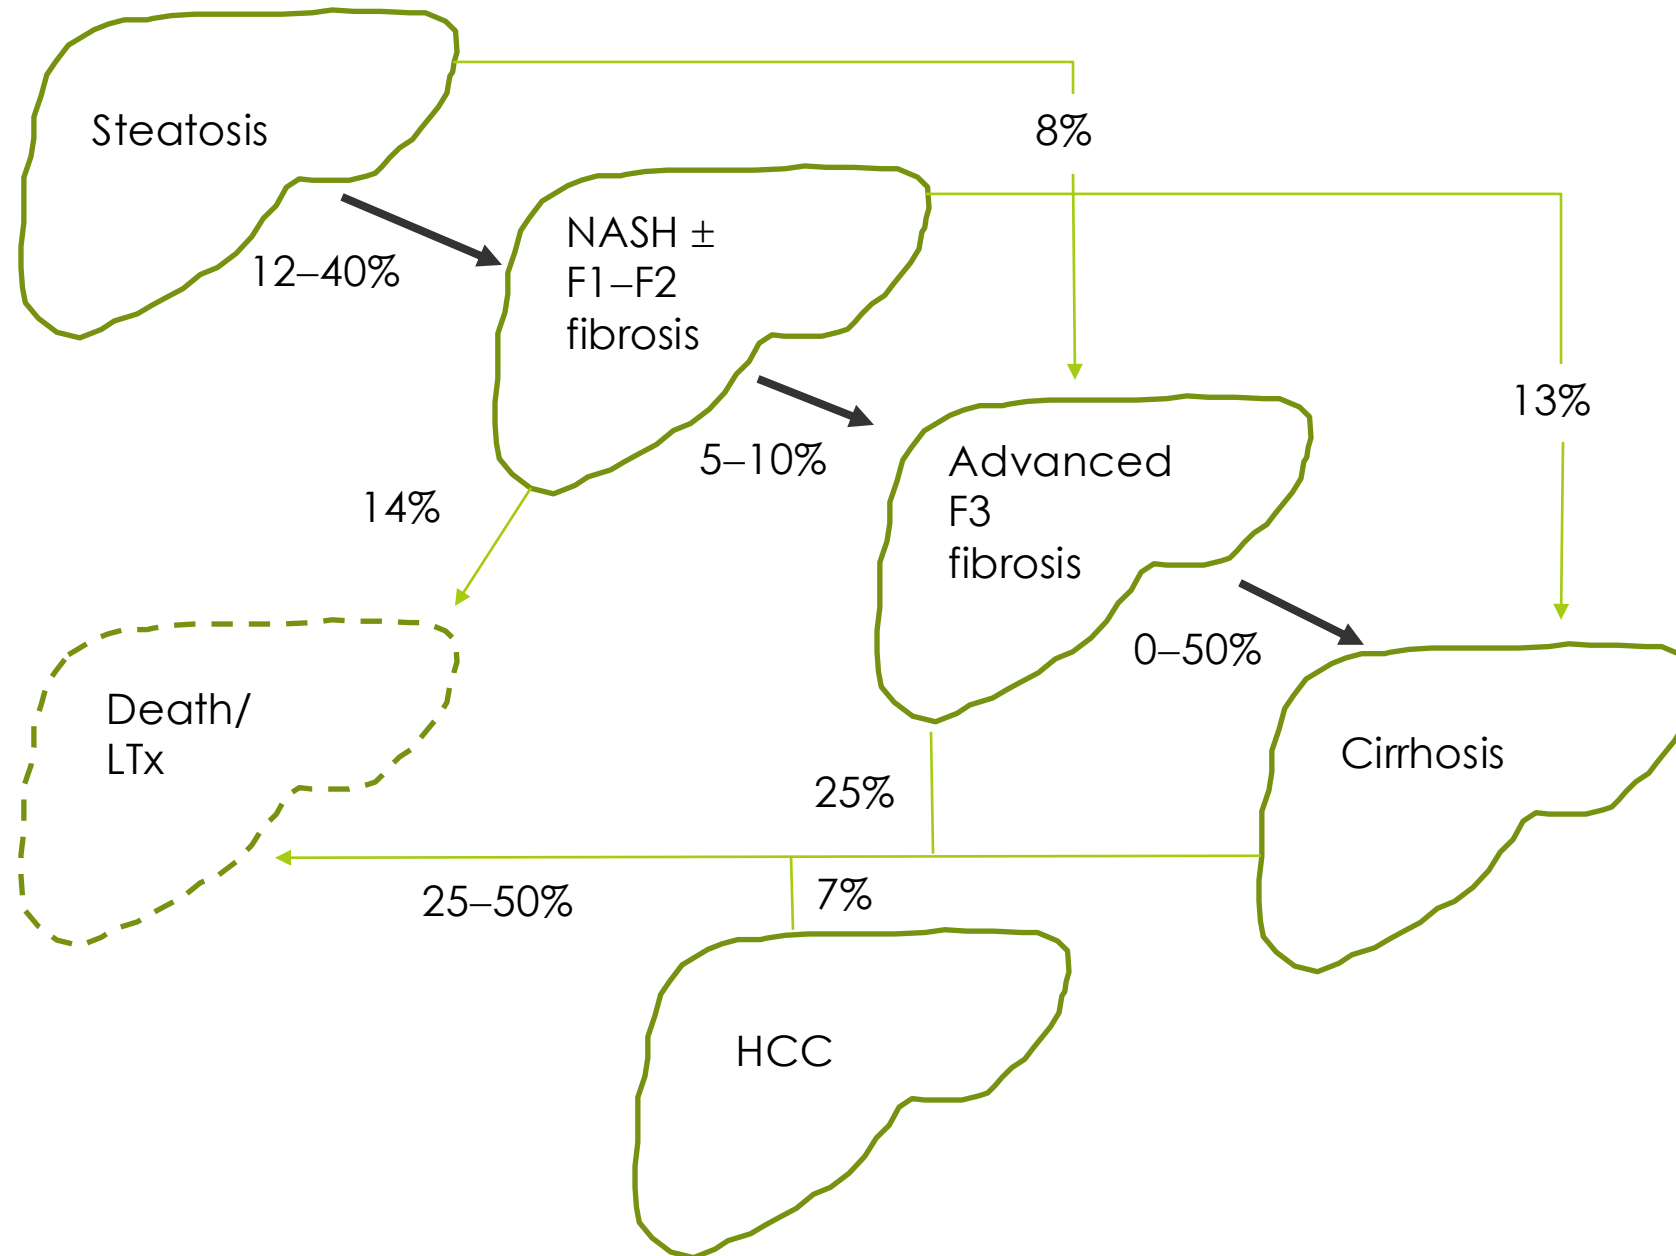 Steatosis
8%
12–40%
NASH ±
F1–F2
fibrosis
13%
5–10%
14%
Advanced
F3
fibrosis
0–50%
Death/
LTx
Cirrhosis
25%
25–50%
7%
HCC